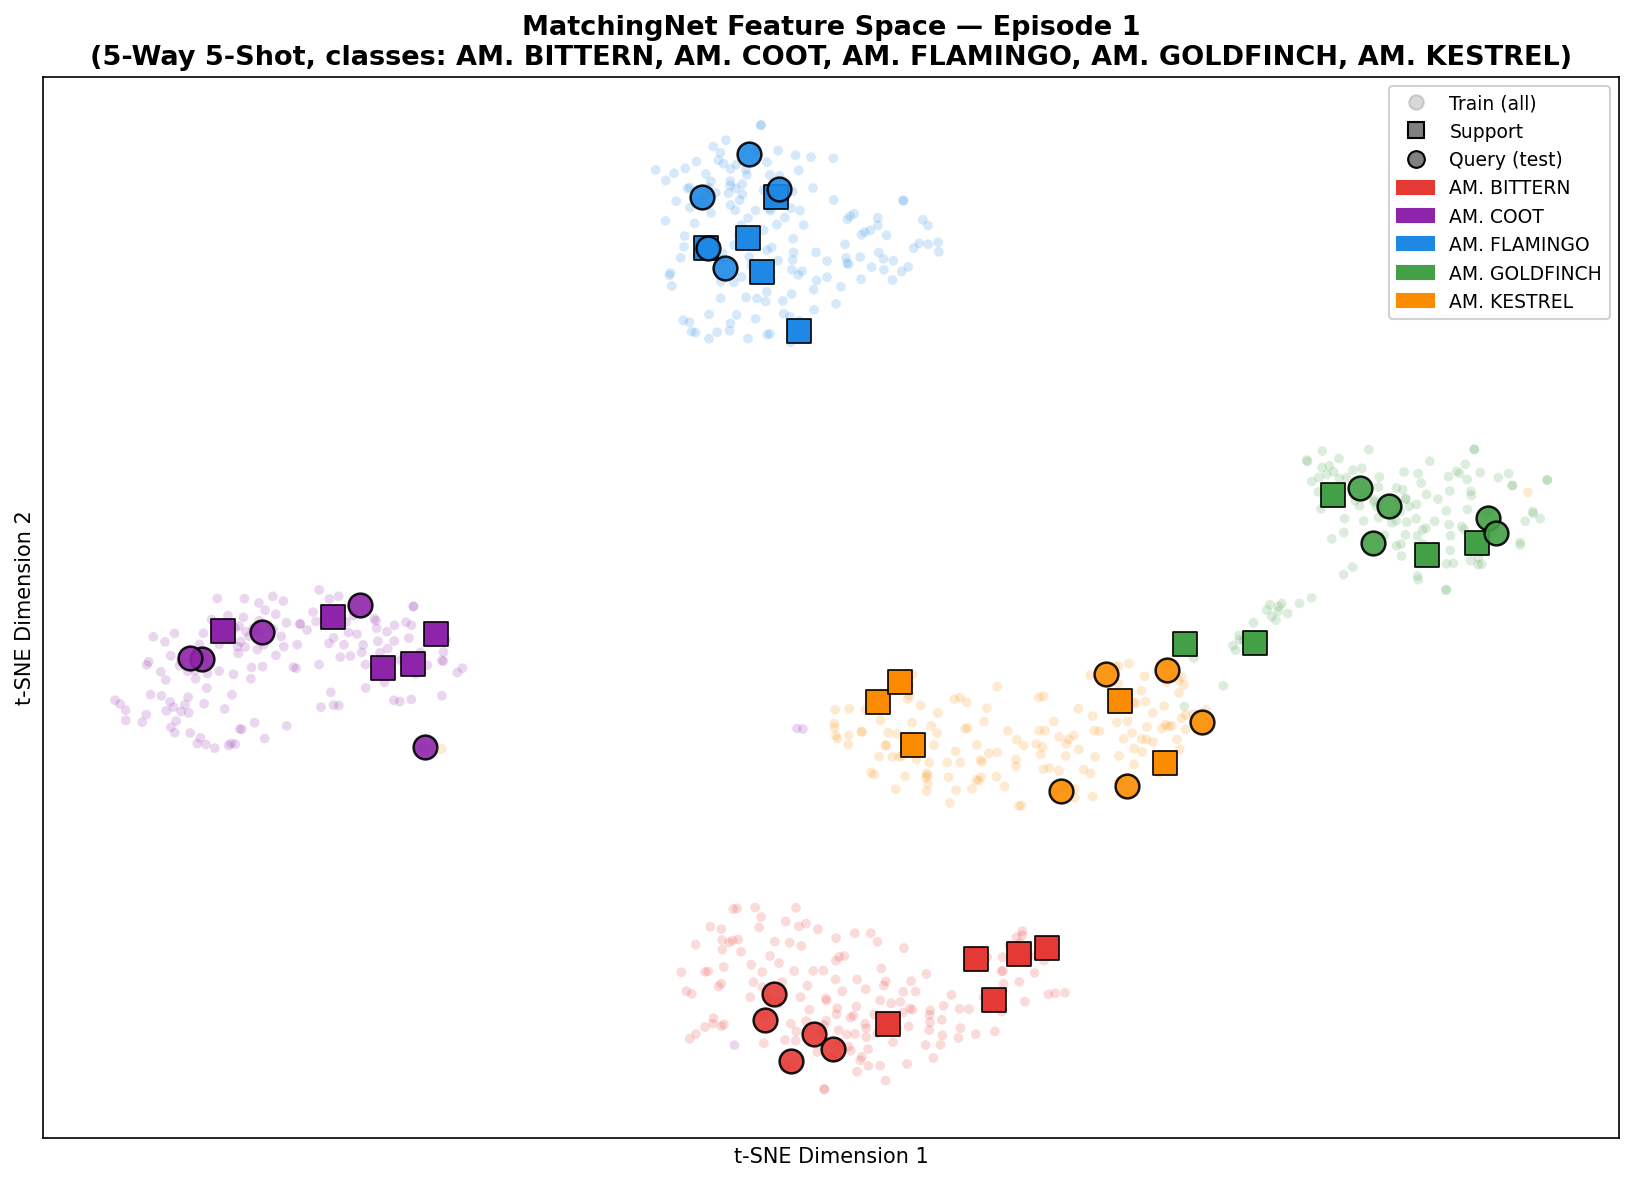 MatchingNet Feature Space — Episode 1
(5-Way 5-Shot, classes: AM. BITTERN, AM. COOT, AM. FLAMINGO, AM. GOLDFINCH, AM. KESTREL)
Train (all)
Support
Query (test)
AM. BITTERN
AM. COOT
AM. FLAMINGO
AM. GOLDFINCH
AM. KESTREL
t-SNE Dimension 2
t-SNE Dimension 1